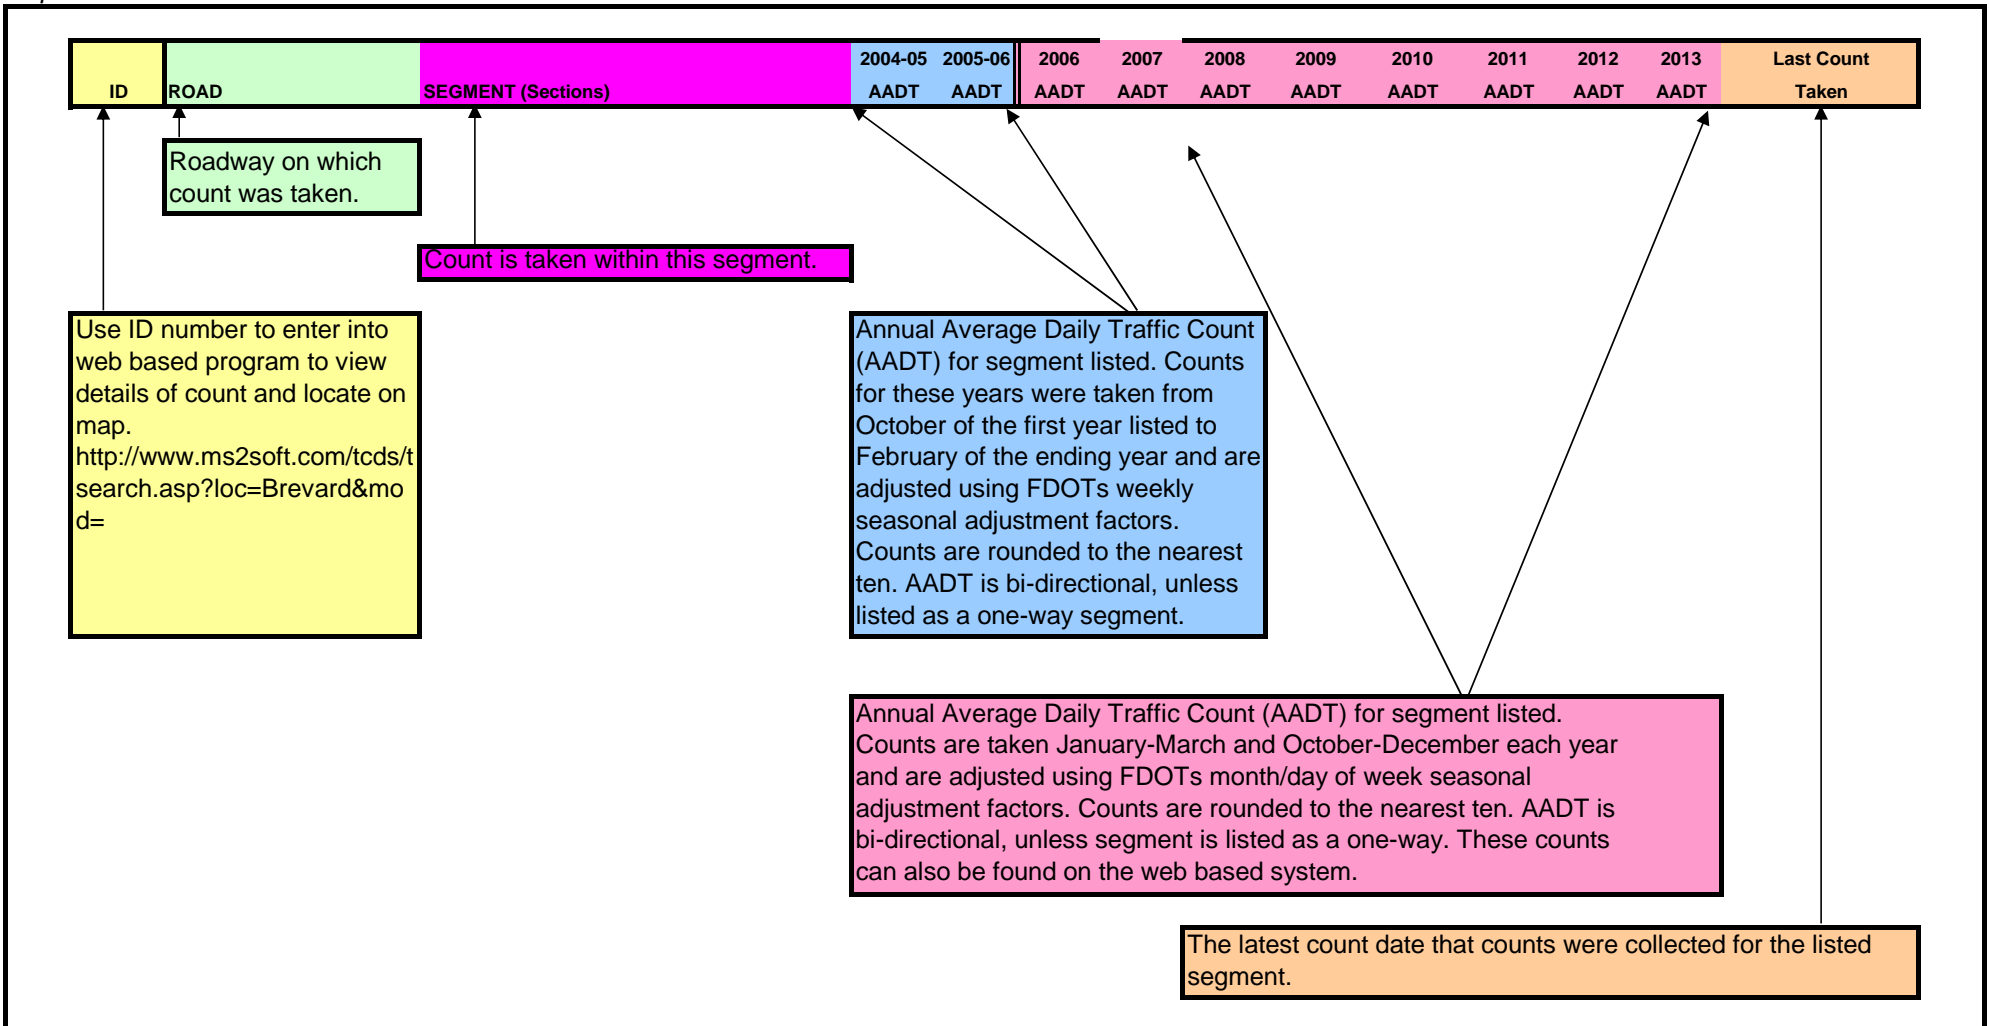 2004-05 2005-06 2006 2007 2008 2009 2010 2011 2012 2013 Last Count
ID ROAD SEGMENT (Sections) AADT AADT AADT AADT AADT AADT AADT AADT AADT AADT Taken
Roadway on which
count was taken.
Count is taken within this segment.
Use ID number to enter into
web based program to view
details of count and locate on
map.
http://www.ms2soft.com/tcds/t
search.asp?loc=Brevard&mo
d=
Annual Average Daily Traffic Count
(AADT) for segment listed. Counts
for these years were taken from
October of the first year listed to
February of the ending year and are
adjusted using FDOTs weekly
seasonal adjustment factors.
Counts are rounded to the nearest
ten. AADT is bi-directional, unless
listed as a one-way segment.
Annual Average Daily Traffic Count (AADT) for segment listed.
Counts are taken January-March and October-December each year
and are adjusted using FDOTs month/day of week seasonal
adjustment factors. Counts are rounded to the nearest ten. AADT is
bi-directional, unless segment is listed as a one-way. These counts
can also be found on the web based system.
The latest count date that counts were collected for the listed
segment.